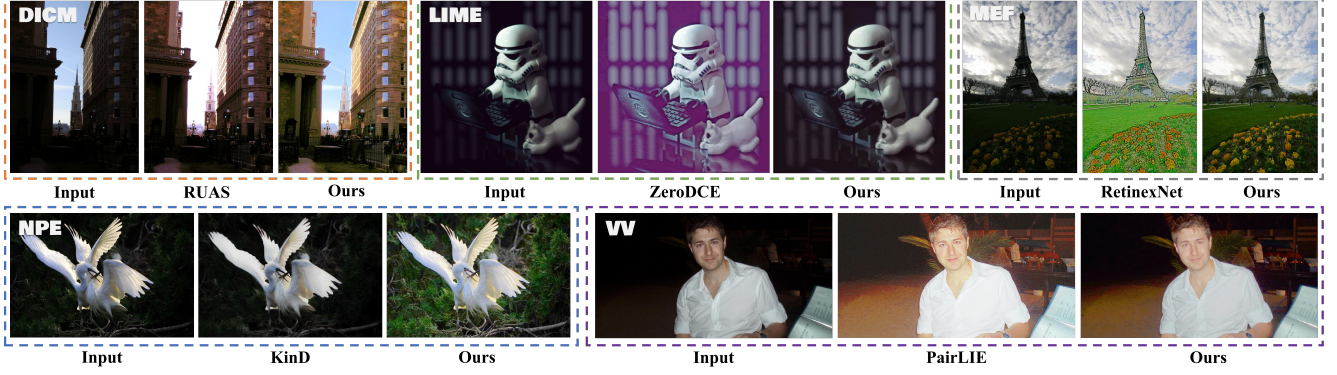 DICM
LIME
MEF
Input RUAS Ours
Input ZeroDCE Ours
Input RetinexNet Ours
NPE
VV
Input KinD Ours
Input PairLIE Ours